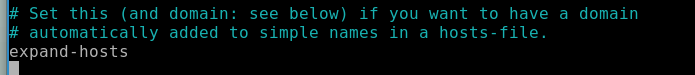 # Set this (and domain: see below) if you want to have a domain
# automatically added to simple names in a hosts-file.
expand-hosts